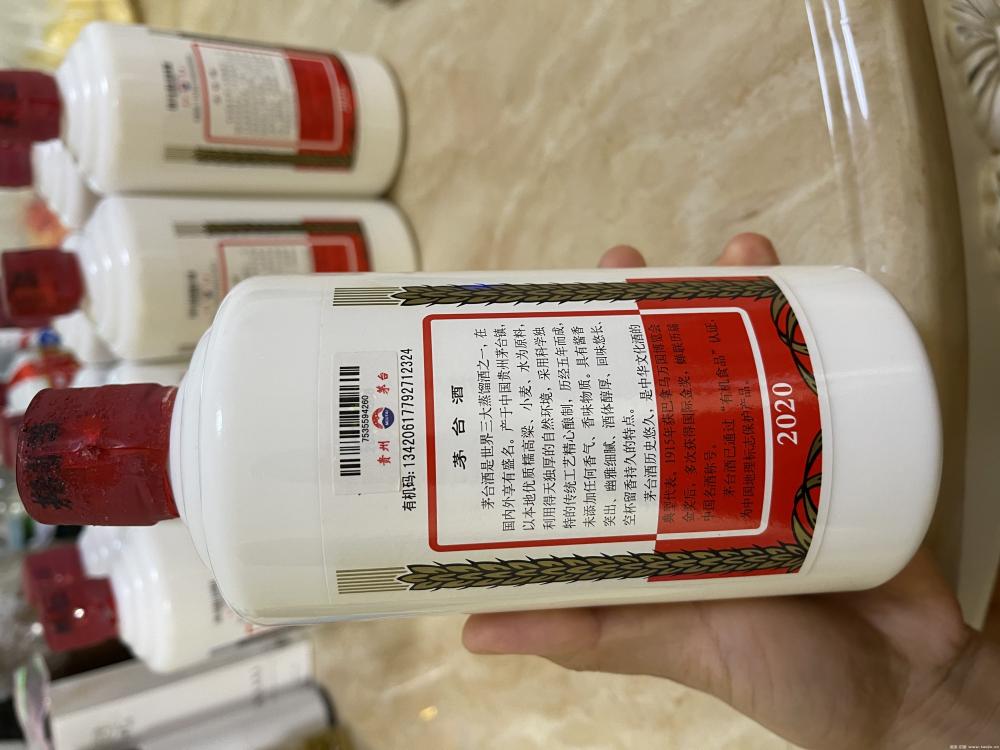 7535594260
贵州 茅台
有机码:13420617792712324
茅台酒
茅台酒是世界三大蒸馏酒之一,在
国内外享有盛名。产于中国贵州茅台镇,
以本地优质糯高粱、小麦、水为原料,
利用得天独厚的自然环境,采用科学独
特的传统工艺精心酿制,历经五年而成,
未添加任何香气、香味物质,具有酱香
突出、幽雅细腻、酒体醇厚、回味悠长、
空杯留香持久的特点。
茅台酒历史悠久,是中华文化酒的
典型代表。1915年获巴拿马万国博览会
金奖后,多次获得国际金奖,蝉联历届
中国名酒称号。
茅台酒已通过“有机食品”认证,
为中国地理标志保护产品。
2020